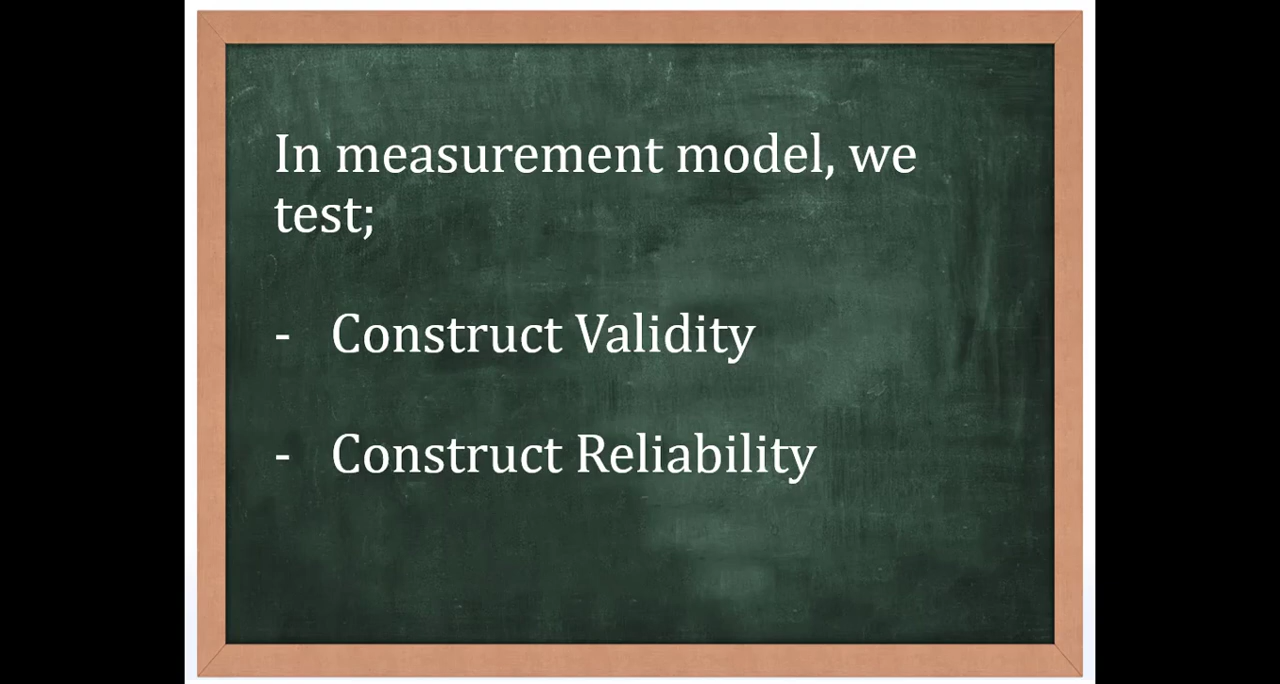 In measurement model, we
test;
- Construct Validity
- Construct Reliability